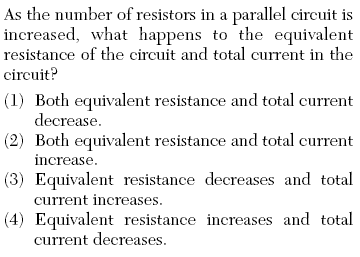 As the number of resistors in a parallel circuit is
increased, what happens to the equivalent
resistance of the circuit and total current in the
circuit?
(1) Both equivalent resistance and total current
decrease.
(2) Both equivalent resistance and total current
increase.
(3) Equivalent resistance decreases and total
current increases.
(4) Equivalent resistance increases and total
current decreases.